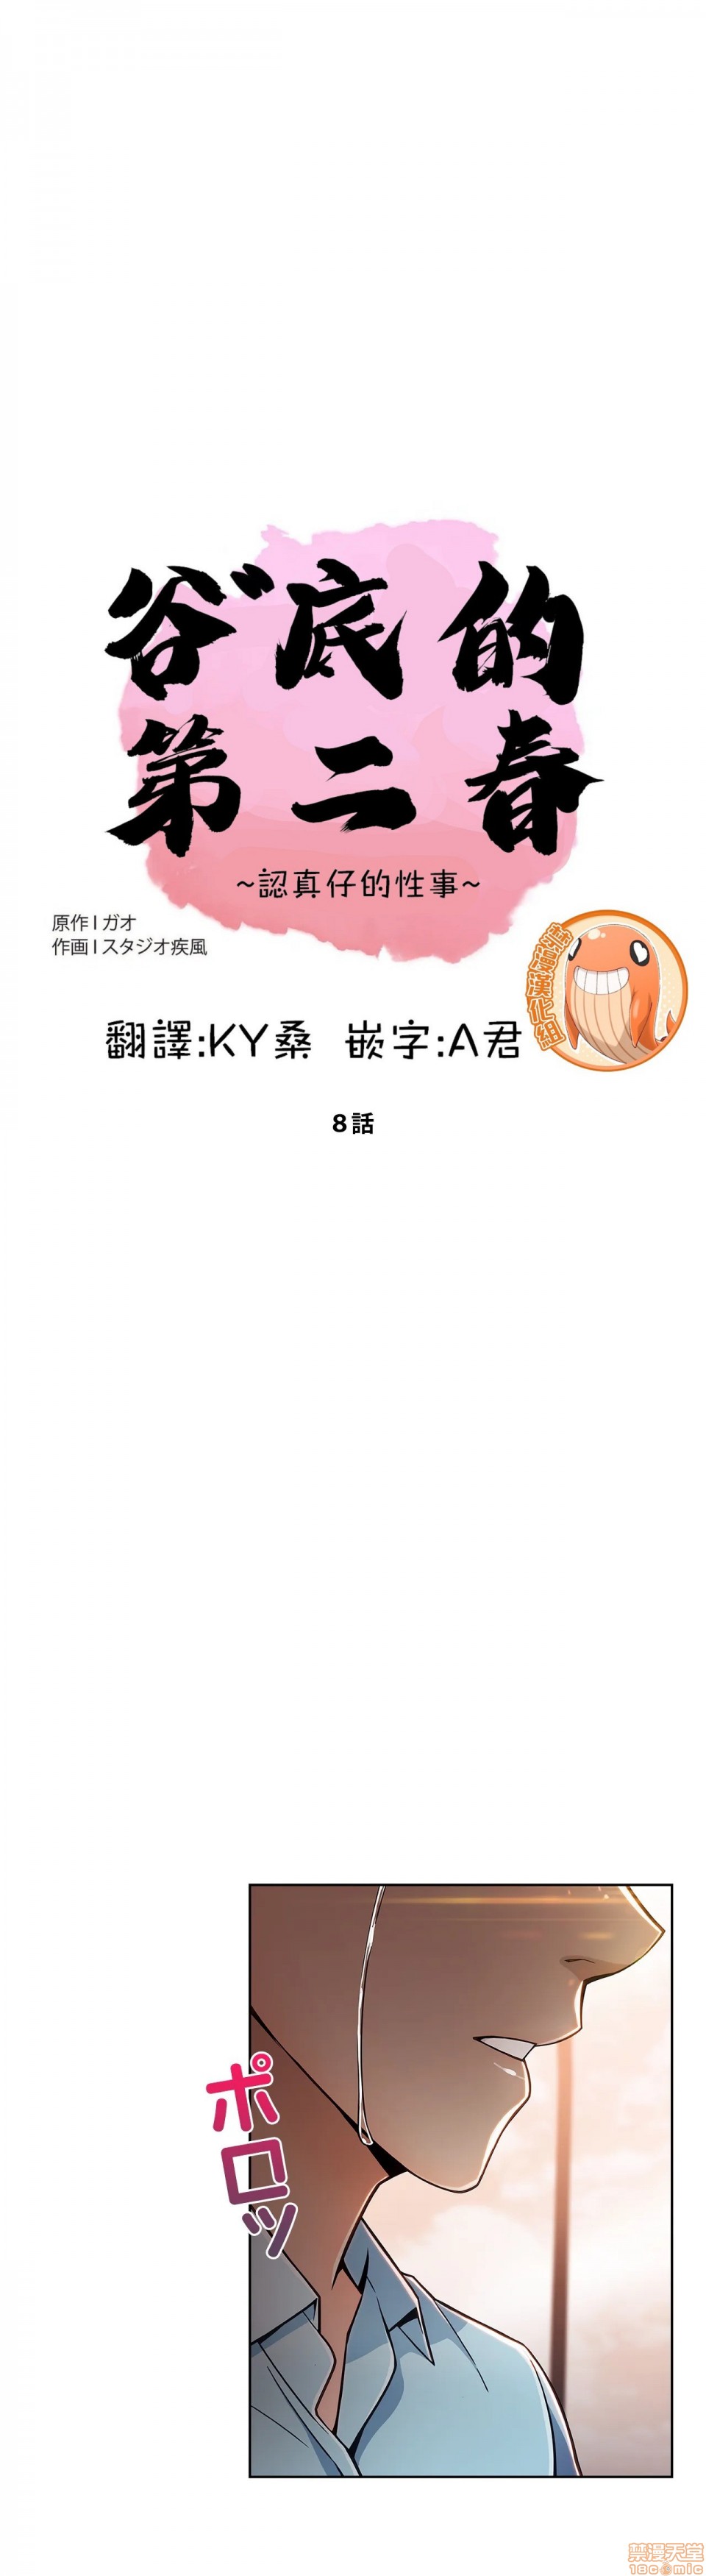 谷底的
第二春
~認真仔的性事~
原作 | ガオ
作画 | スタジオ疾風
漢化組
翻譯:KY桑 嵌字:A君
8話
ポロッ
禁漫天堂
18comic